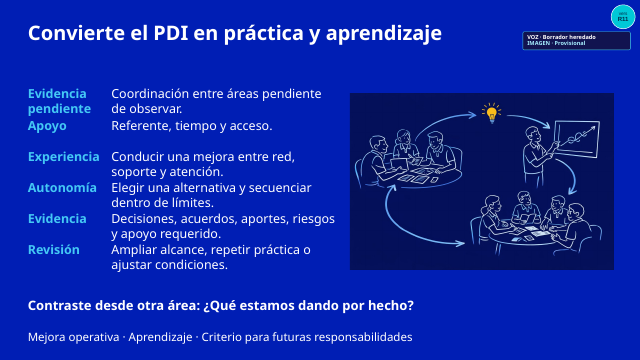 Convierte el PDI en práctica y aprendizaje
R11
VOZ · Borrador heredado
IMAGEN · Provisional
Evidencia pendiente
Coordinación entre áreas pendiente de observar.
Apoyo
Referente, tiempo y acceso.
Experiencia
Conducir una mejora entre red, soporte y atención.
Autonomía
Elegir una alternativa y secuenciar dentro de límites.
Evidencia
Decisiones, acuerdos, aportes, riesgos y apoyo requerido.
Revisión
Ampliar alcance, repetir práctica o ajustar condiciones.
Contraste desde otra área: ¿Qué estamos dando por hecho?
Mejora operativa · Aprendizaje · Criterio para futuras responsabilidades